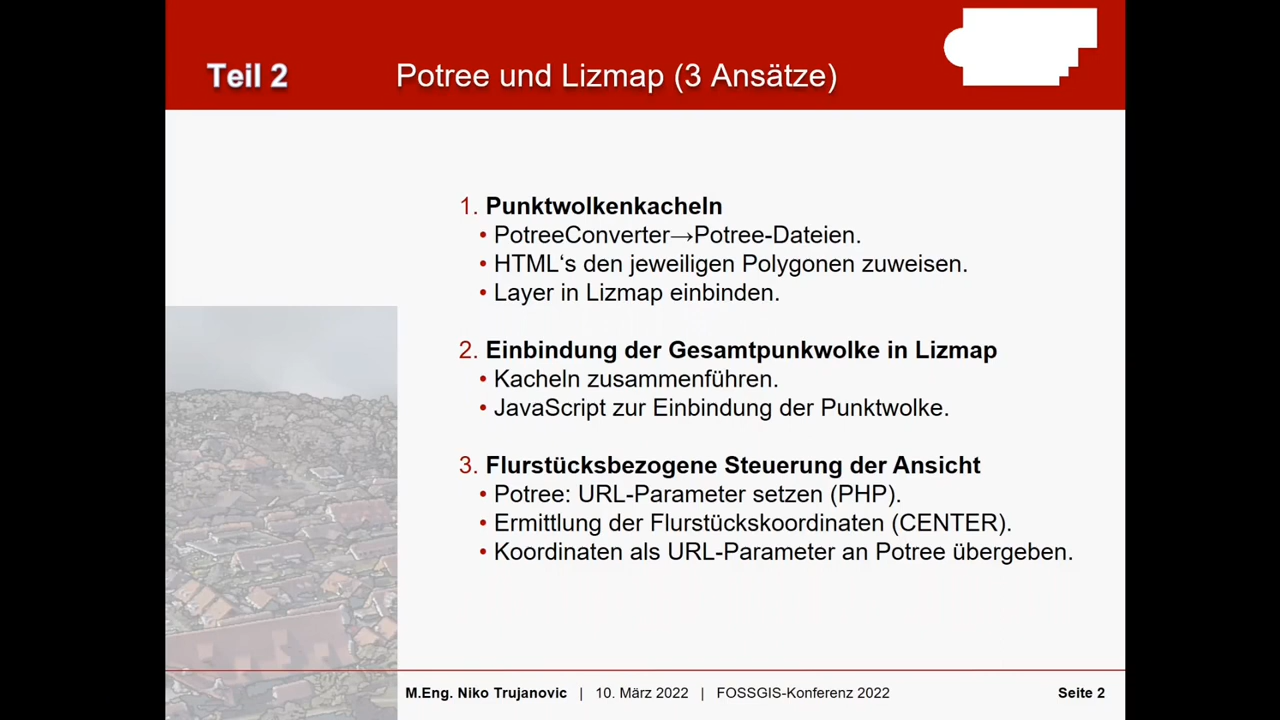 Teil 2 Potree und Lizmap (3 Ansätze)
1. Punktwolkenkacheln
• PotreeConverter→Potree-Dateien.
• HTML‘s den jeweiligen Polygonen zuweisen.
• Layer in Lizmap einbinden.
2. Einbindung der Gesamtpunkwolke in Lizmap
• Kacheln zusammenführen.
• JavaScript zur Einbindung der Punktwolke.
3. Flurstücksbezogene Steuerung der Ansicht
• Potree: URL-Parameter setzen (PHP).
• Ermittlung der Flurstückskoordinaten (CENTER).
• Koordinaten als URL-Parameter an Potree übergeben.
M.Eng. Niko Trujanovic | 10. März 2022 | FOSSGIS-Konferenz 2022 Seite 2